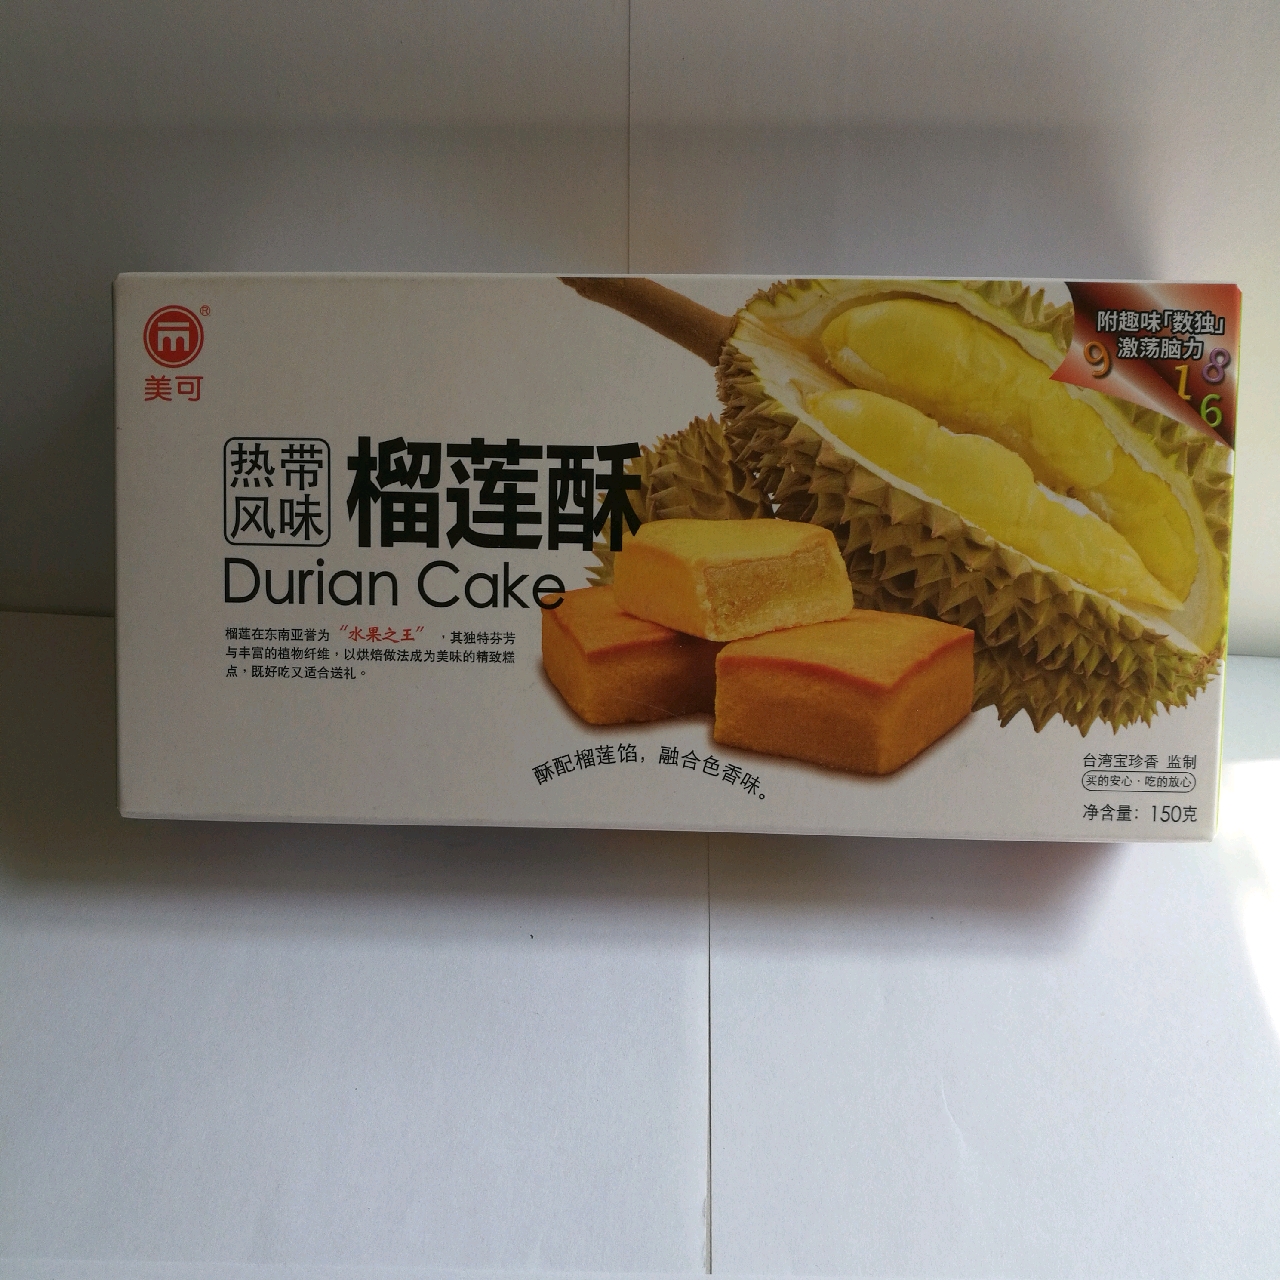 ®
美可
附趣味「数独」
激荡脑力
9 8
1
6
热带
风味
榴莲酥
Durian Cake
榴莲在东南亚誉为“水果之王”，其独特芬芳
与丰富的植物纤维，以烘焙做法成为美味的精致糕
点，既好吃又适合送礼。
酥配榴莲馅，融合色香味。
台湾宝珍香 监制
买的安心·吃的放心
净含量：150克